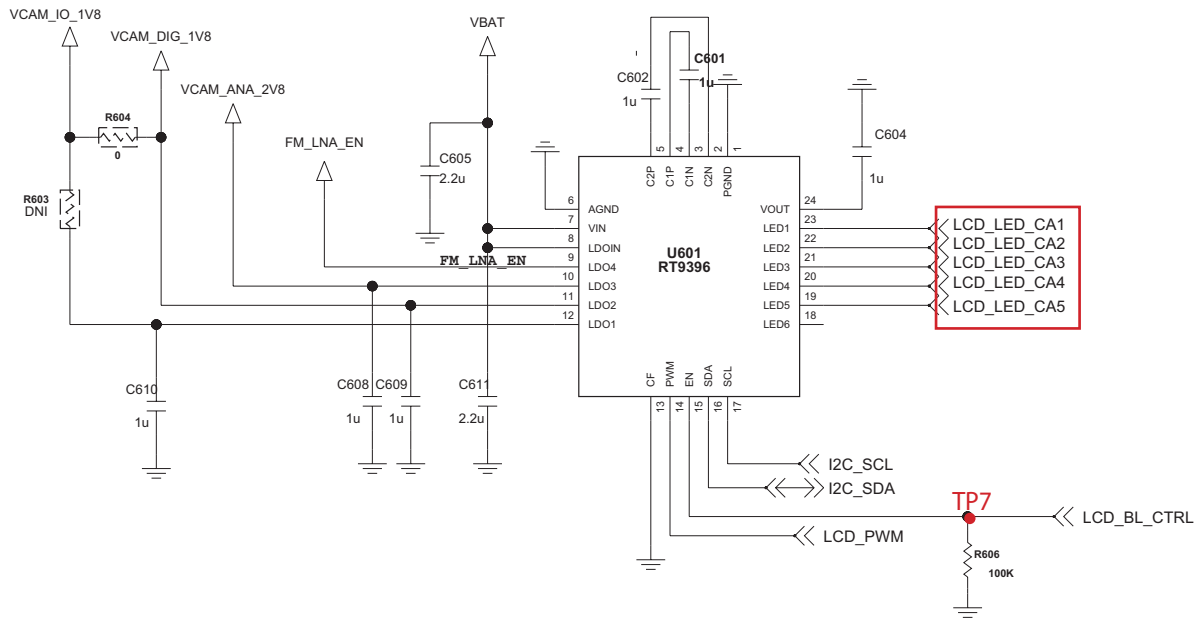 VCAM_IO_1V8
VCAM_DIG_1V8
VBAT
VCAM_ANA_2V8
FM_LNA_EN
R604
0
R603
DNI
C605
2.2u
C602
1u
C601
1u
C604
1u
5
4
3
2
1
C2P
C1P
C1N
C2N
PGND
6
AGND
7
VIN
8
LDOIN
9
LDO4
FM_LNA_EN
10
LDO3
11
LDO2
12
LDO1
U601
RT9396
VOUT
24
LED1
23
LED2
22
LED3
21
LED4
20
LED5
19
LED6
18
LCD_LED_CA1
LCD_LED_CA2
LCD_LED_CA3
LCD_LED_CA4
LCD_LED_CA5
CF
PWM
EN
SDA
SCL
13
14
15
16
17
C610
1u
C608
1u
C609
1u
C611
2.2u
I2C_SCL
I2C_SDA
TP7
LCD_BL_CTRL
LCD_PWM
R606
100K